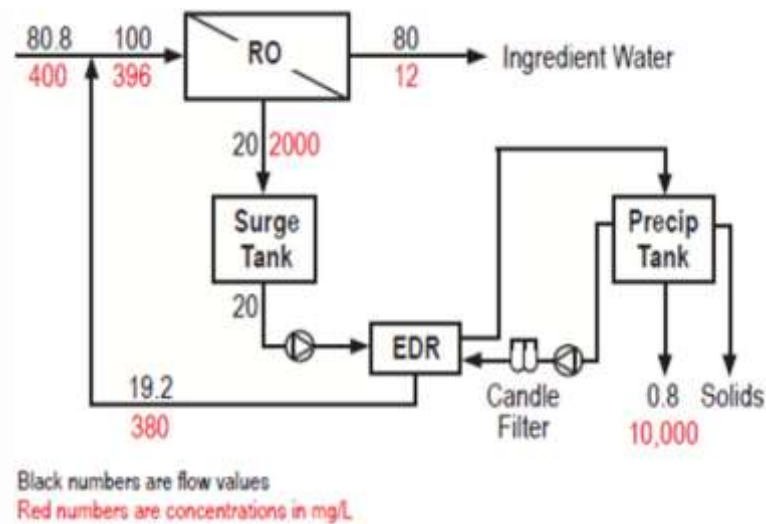 80.8 100 80
RO Ingredient Water
400 396 12
20 2000
Surge
Tank
Precip
Tank
20
EDR
19.2
380
Candle
Filter
0.8 Solids
10,000
Black numbers are flow values
Red numbers are concentrations in mg/L